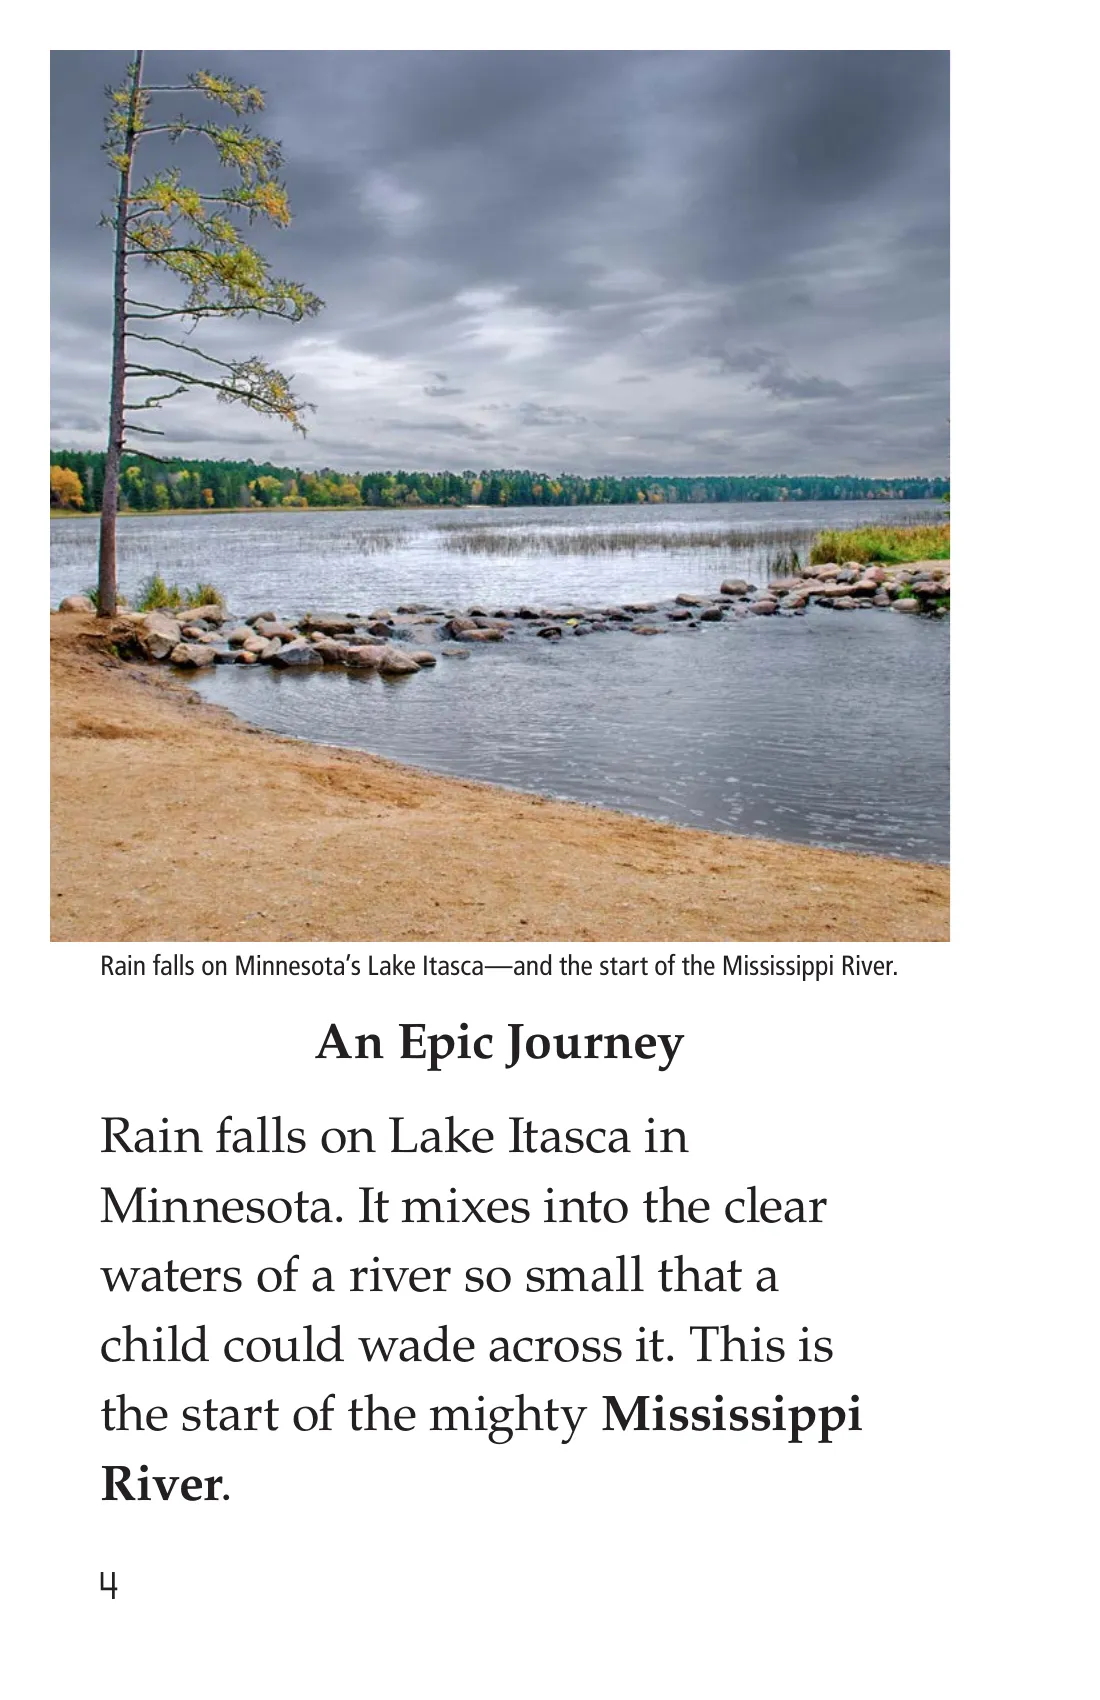 Rain falls on Minnesota’s Lake Itasca—and the start of the Mississippi River.
An Epic Journey
Rain falls on Lake Itasca in
Minnesota. It mixes into the clear
waters of a river so small that a
child could wade across it. This is
the start of the mighty Mississippi
River.
4